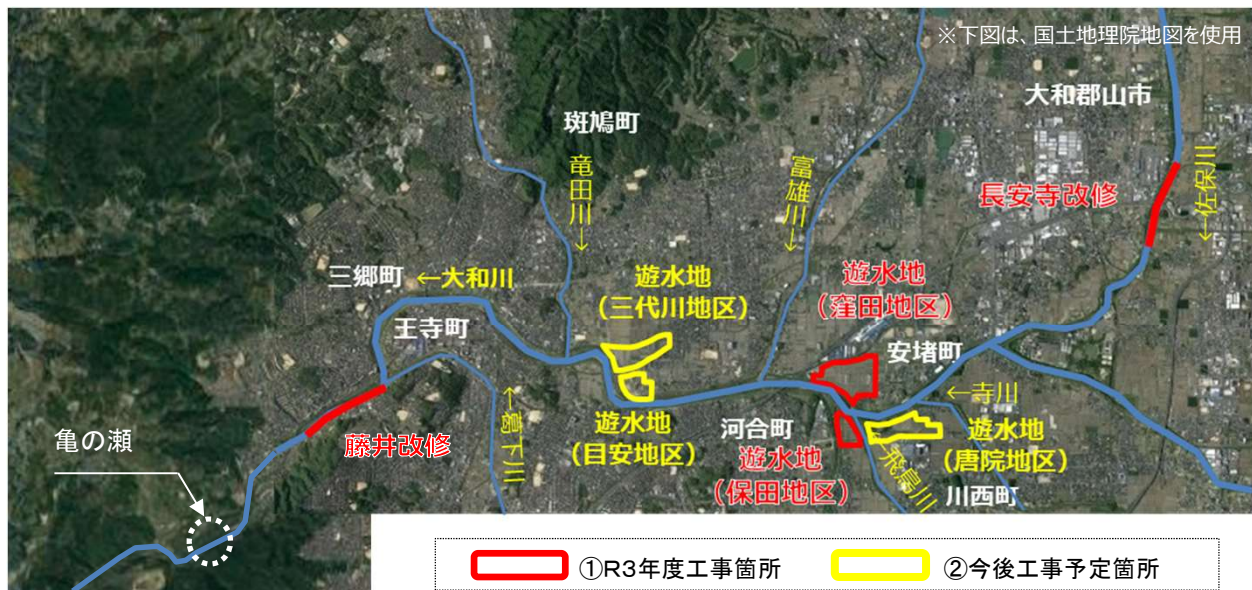 ※下図は、国土地理院地図を使用
大和郡山市
斑鳩町
竜田川→
富雄川→
長安寺改修
←佐保川
三郷町
←大和川
遊水地
(三代川地区)
遊水地
(窪田地区)
王寺町
安堵町
←寺川
←葛下川
遊水地
(目安地区)
河合町
遊水地
(保田地区)
遊水地
(唐院地区)
飛鳥川
川西町
藤井改修
亀の瀬
①R3年度工事箇所
②今後工事予定箇所